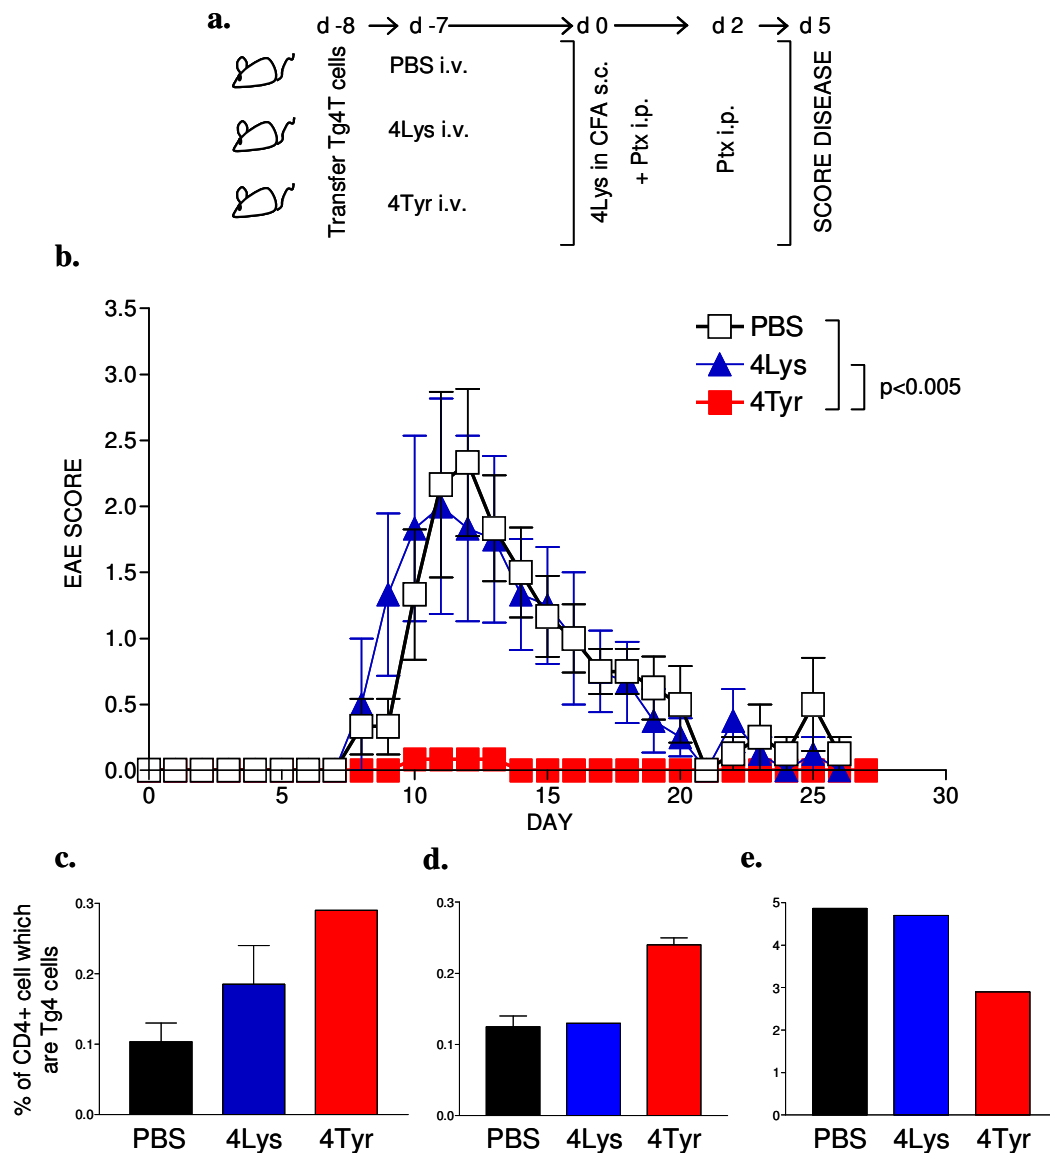 a.
d -8 → d -7 → d 0 → d 2 → d 5
PBS i.v.
4Lys i.v.
4Tyr i.v.
Transfer Tg4T cells
4Lys in CFA s.c.
+ Ptx i.p.
Ptx i.p.
SCORE DISEASE
b.
3.5
3.0
2.5
2.0
1.5
1.0
0.5
0.0
EAE SCORE
PBS
4Lys
4Tyr
p<0.005
0 5 10 15 20 25 30
DAY
c.
% of CD4+ cell which
are Tg4 cells
0.3
0.2
0.1
0.0
PBS 4Lys 4Tyr
d.
0.3
0.2
0.1
0.0
PBS 4Lys 4Tyr
e.
5
4
3
2
1
0
PBS 4Lys 4Tyr